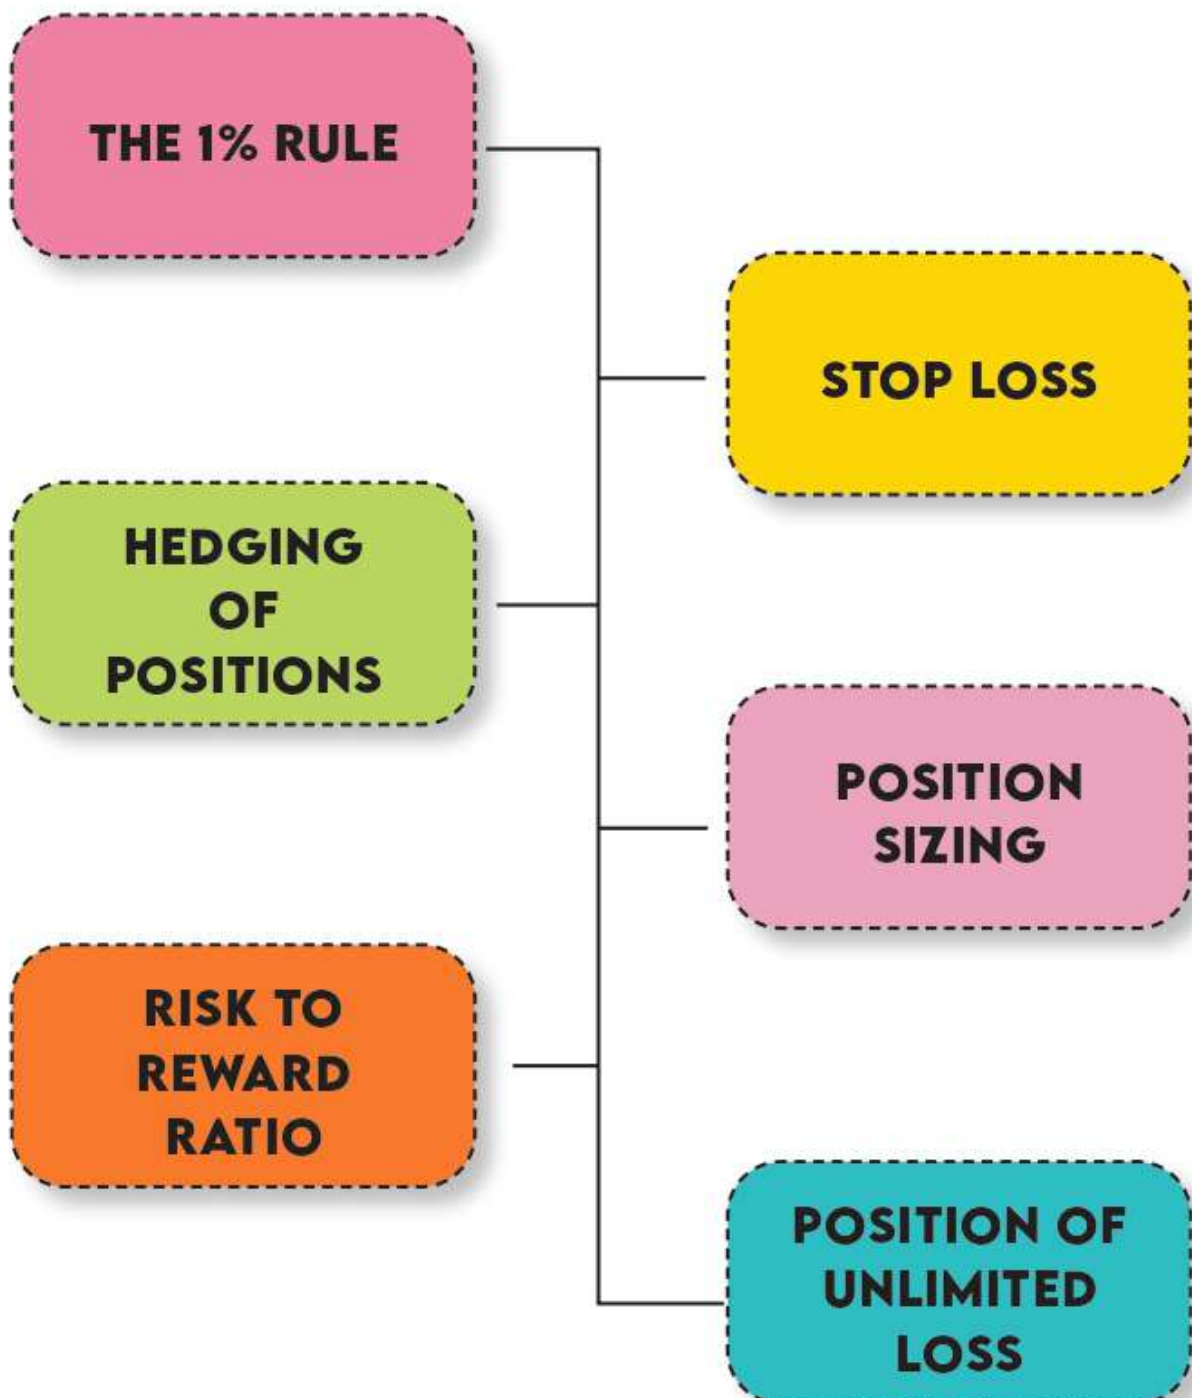 THE 1% RULE
STOP LOSS
HEDGING
OF
POSITIONS
POSITION
SIZING
RISK TO
REWARD
RATIO
POSITION OF
UNLIMITED
LOSS